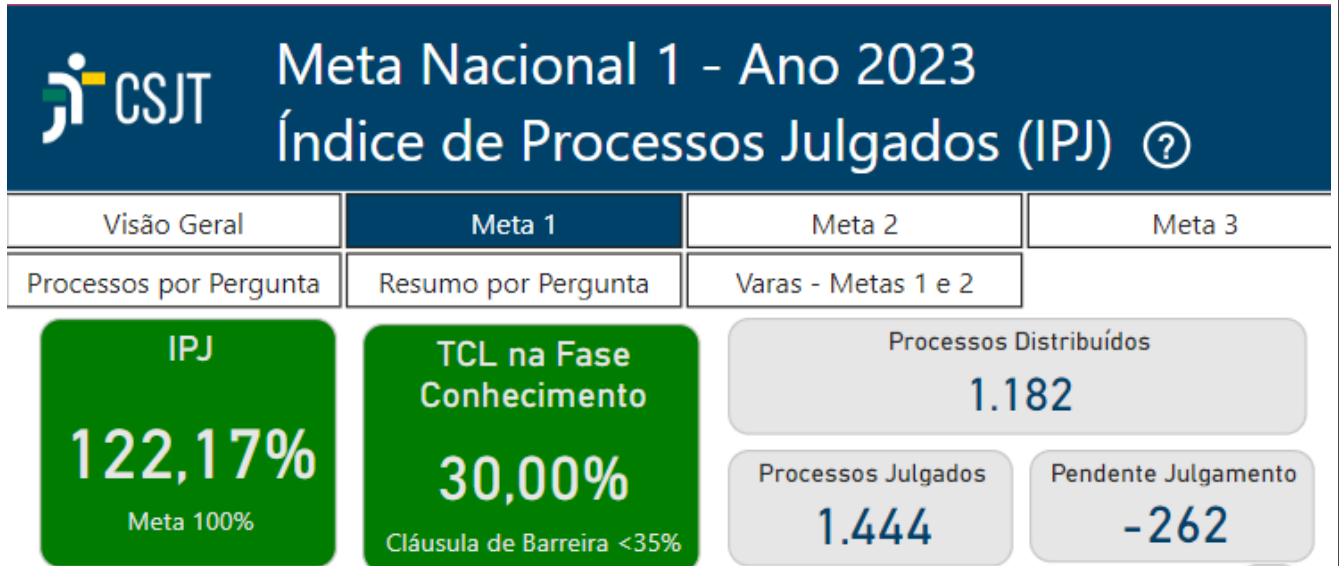 CSJT
Meta Nacional 1 - Ano 2023
Índice de Processos Julgados (IPJ) ?
Visão Geral
Meta 1
Meta 2
Meta 3
Processos por Pergunta
Resumo por Pergunta
Varas - Metas 1 e 2
IPJ
122,17%
Meta 100%
TCL na Fase
Conhecimento
30,00%
Cláusula de Barreira <35%
Processos Distribuídos
1.182
Processos Julgados
1.444
Pendente Julgamento
-262